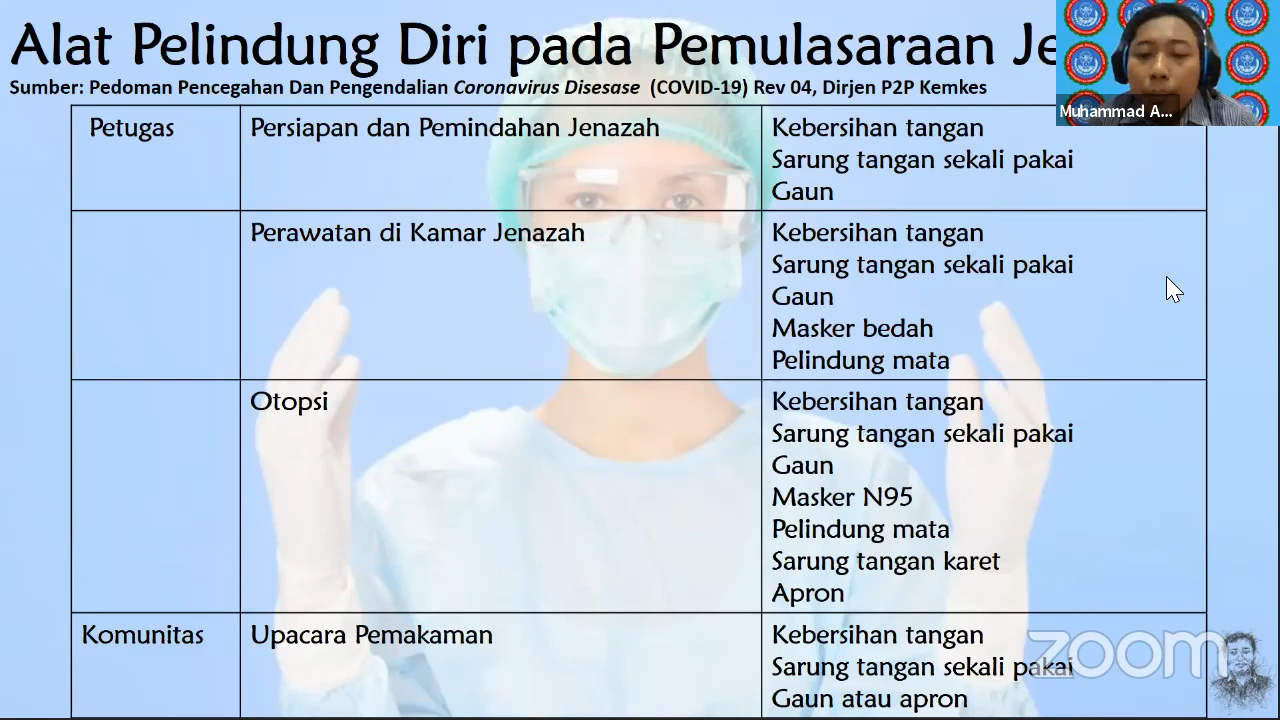 Alat Pelindung Diri pada Pemulasaraan
Sumber: Pedoman Pencegahan Dan Pengendalian Coronavirus Disesase (COVID-19) Rev 04, Dirjen P2P Kemkes
Muhammad A...
Petugas
Persiapan dan Pemindahan Jenazah
Kebersihan tangan
Sarung tangan sekali pakai
Gaun
Perawatan di Kamar Jenazah
Kebersihan tangan
Sarung tangan sekali pakai
Gaun
Masker bedah
Pelindung mata
Otopsi
Kebersihan tangan
Sarung tangan sekali pakai
Gaun
Masker N95
Pelindung mata
Sarung tangan karet
Apron
Komunitas
Upacara Pemakaman
Kebersihan tangan
Sarung tangan sekali pakai
Gaun atau apron
zoom